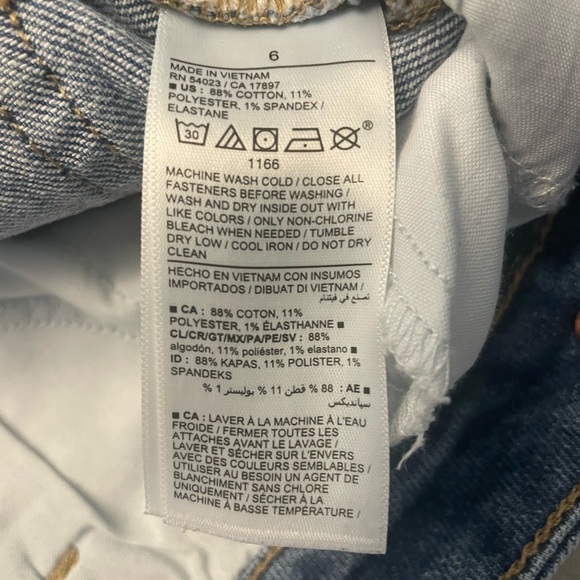 6
MADE IN VIETNAM
RN 54023 / CA 17897
■ US : 88% COTTON, 11%
POLYESTER, 1% SPANDEX /
ELASTANE
30 ®
1166
MACHINE WASH COLD / CLOSE ALL
FASTENERS BEFORE WASHING /
WASH AND DRY INSIDE OUT WITH
LIKE COLORS / ONLY NON-CHLORINE
BLEACH WHEN NEEDED / TUMBLE
DRY LOW / COOL IRON / DO NOT DRY
CLEAN
HECHO EN VIETNAM CON INSUMOS
IMPORTADOS / DIBUAT DI VIETNAM /
تصنع في فيتنام
■ CA : 88% COTON, 11%
POLYESTER, 1% ÉLASTHANNE ■
CL/CR/GT/MX/PA/PE/SV : 88%
algodón, 11% poliéster, 1% elastano ■
ID : 88% KAPAS, 11% POLISTER, 1%
SPANDEKS
■ AE : 88 % قطن 11 % بوليستر 1 %
سپاندیکس
■ CA : LAVER À LA MACHINE À L'EAU
FROIDE / FERMER TOUTES LES
ATTACHES AVANT LE LAVAGE /
LAVER ET SÉCHER SUR L'ENVERS
AVEC DES COULEURS SEMBLABLES /
UTILISER AU BESOIN UN AGENT DE
BLANCHIMENT SANS CHLORE
UNIQUEMENT / SÉCHER À LA
MACHINE À BASSE TEMPÉRATURE /